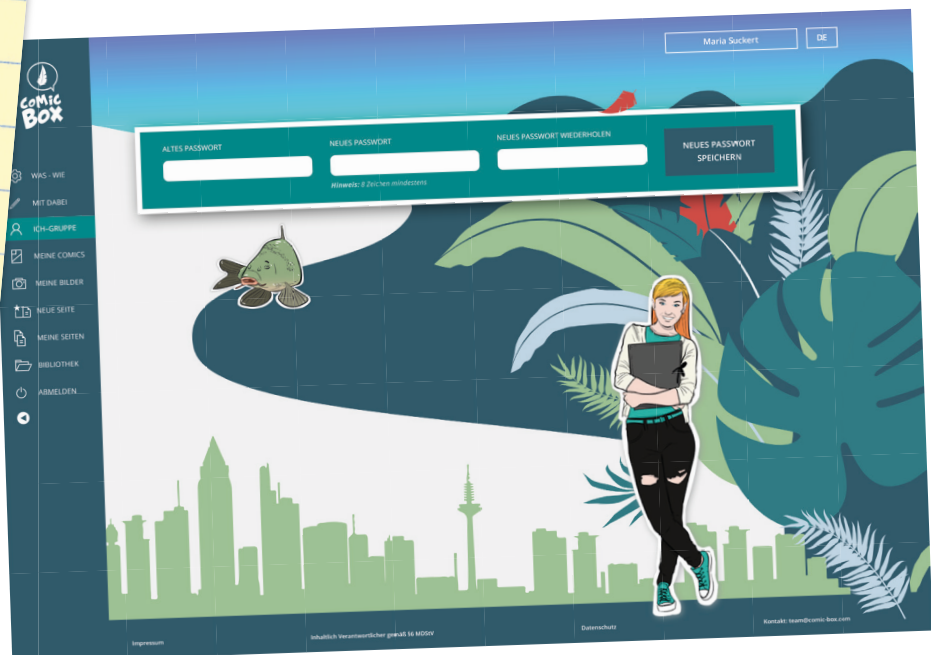 Maria Suckert
DE
COMIC
BOX
ALTES PASSWORT
NEUES PASSWORT
NEUES PASSWORT WIEDERHOLEN
NEUES PASSWORT
SPEICHERN
Hinweis: 8 Zeichen mindestens
WAS - WIE
MIT DABEI
ICH-GRUPPE
MEINE COMICS
MEINE BILDER
NEUE SEITE
MEINE SEITEN
BIBLIOTHEK
ABMELDEN
Impressum
Inhaltlich Verantwortlicher gemäß 56 MDStV
Datenschutz
Kontakt: team@comic-box.com